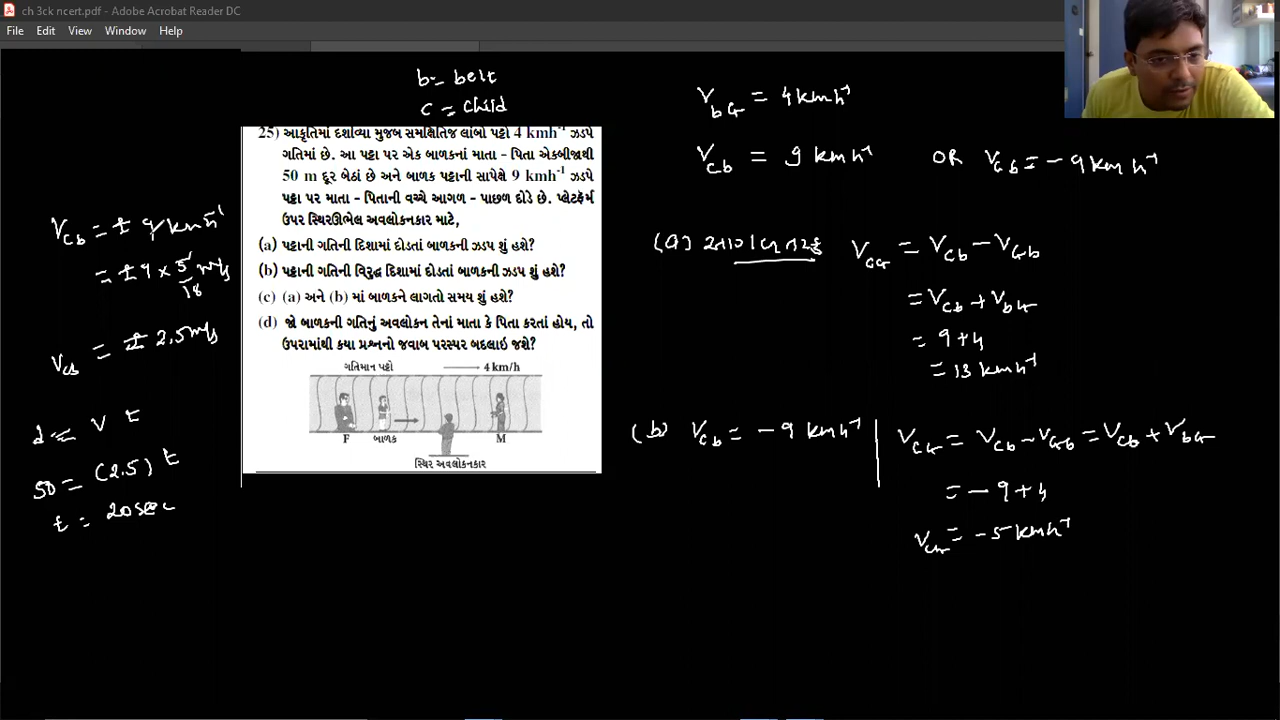 ch 3ck ncert.pdf - Adobe Acrobat Reader DC
File Edit View Window Help
b- belt
c = child
25) આકૃતિમાં દર્શાવ્યા મુજબ સમક્ષિતિજ લાંબો પટ્ટો 4 kmh⁻¹ ઝડપે
ગતિમાં છે. આ પટ્ટા પર એક બાળકનાં માતા - પિતા એકબીજાથી
50 m દૂર બેઠાં છે અને બાળક પટ્ટાની સાપેક્ષે 9 kmh⁻¹ ઝડપે
પટ્ટા પર માતા - પિતાની વચ્ચે આગળ - પાછળ દોડે છે. પ્લેટફૉર્મ
ઉપર સ્થિરઊભેલ અવલોકનકાર માટે,
(a) પટ્ટાની ગતિની દિશામાં દોડતાં બાળકની ઝડપ શું હશે?
(b) પટ્ટાની ગતિની વિરુદ્ધ દિશામાં દોડતાં બાળકની ઝડપ શું હશે?
(c) (a) અને (b) માં બાળકને લાગતો સમય શું હશે?
(d) જો બાળકની ગતિનું અવલોકન તેનાં માતા કે પિતા કરતાં હોય, તો
ઉપરામાંથી કયા પ્રશ્નનો જવાબ પરસ્પર બદલાઇ જશે?
ગતિમાન પટ્ટો 4 km/h
F બાળક M
સ્થિર અવલોકનકાર
V_cb = ± 9 kmh⁻¹
= ± 9 × 5/18 m/s
V_cb = ± 2.5 m/s
d = v t
50 = (2.5) t
t = 20 sec
V_bG = 4 kmh⁻¹
V_cb = 9 kmh⁻¹ OR V_cb = -9 kmh⁻¹
(a) V_cG = V_cb - V_Gb
= V_cb + V_bG
= 9+4
= 13 kmh⁻¹
(b) V_cb = -9 kmh⁻¹
V_cG = V_cb - V_Gb = V_cb + V_bG
= -9+4
V_cG = -5 kmh⁻¹